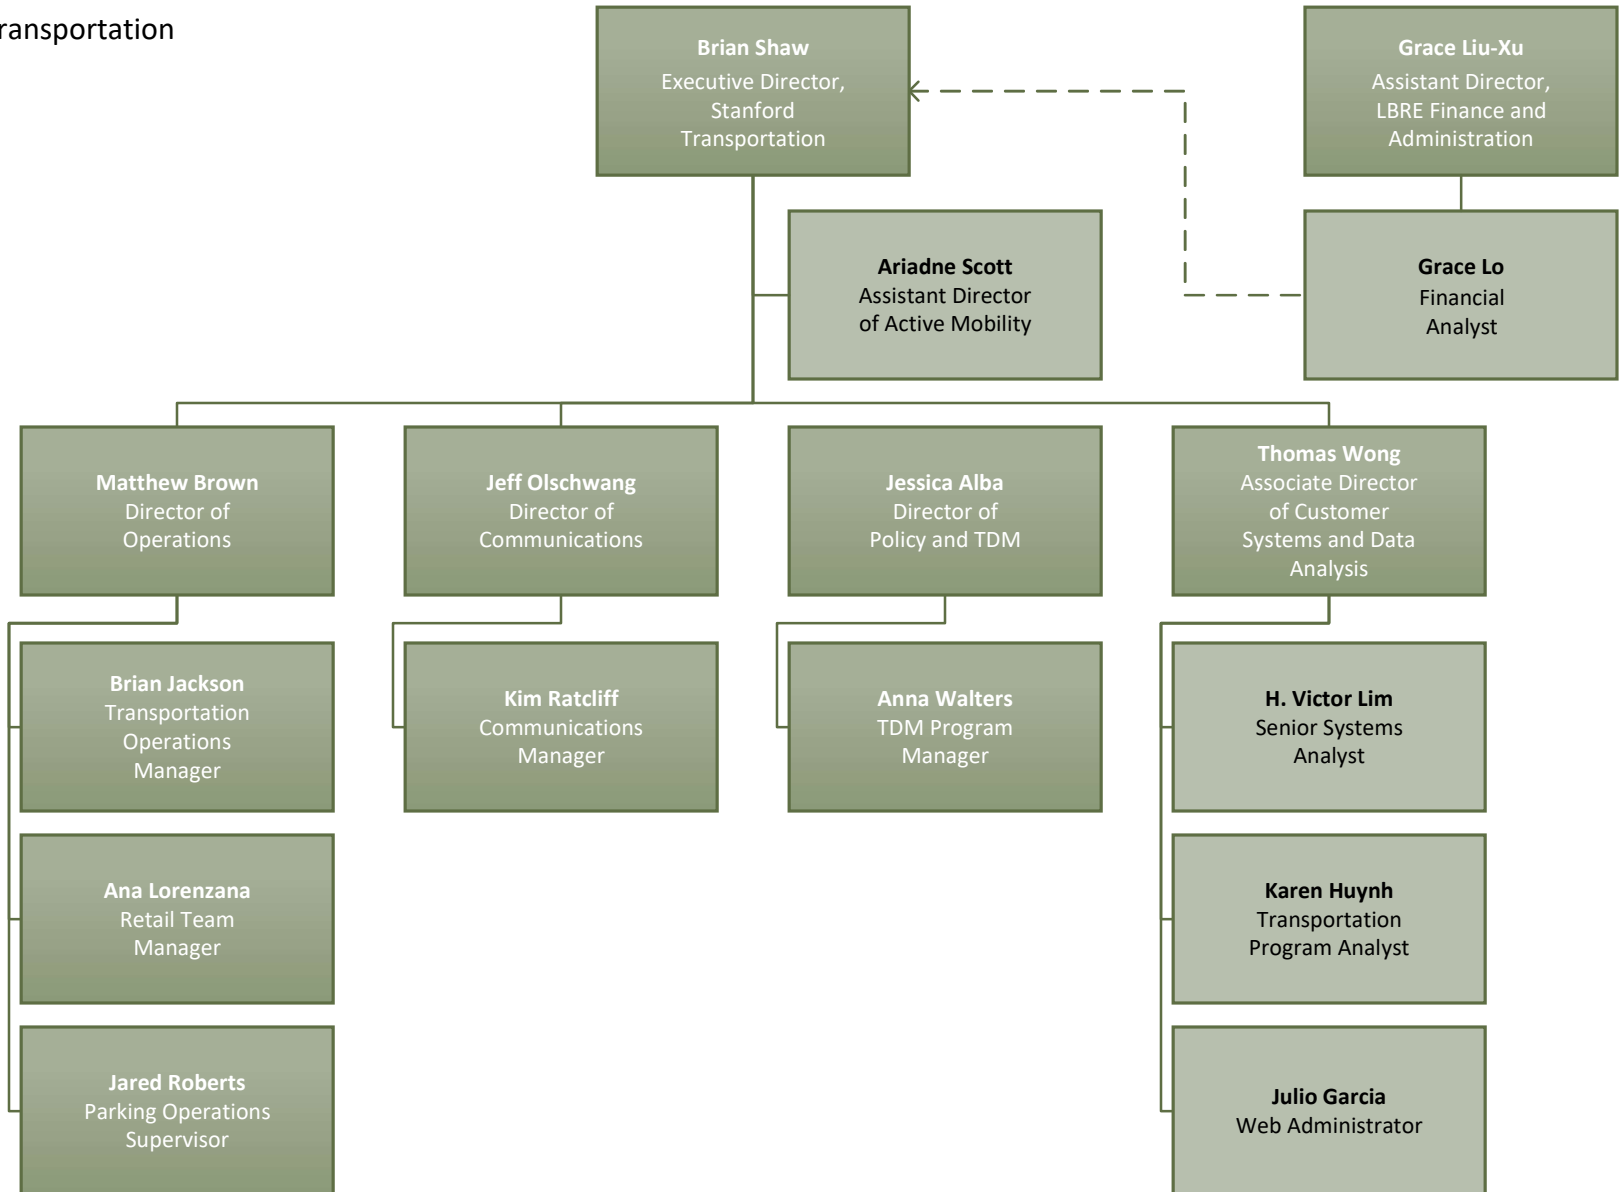 ransportation
Brian Shaw
Executive Director,
Stanford
Transportation
Grace Liu-Xu
Assistant Director,
LBRE Finance and
Administration
Ariadne Scott
Assistant Director
of Active Mobility
Grace Lo
Financial
Analyst
Matthew Brown
Director of
Operations
Jeff Olschwang
Director of
Communications
Jessica Alba
Director of
Policy and TDM
Thomas Wong
Associate Director
of Customer
Systems and Data
Analysis
Brian Jackson
Transportation
Operations
Manager
Kim Ratcliff
Communications
Manager
Anna Walters
TDM Program
Manager
H. Victor Lim
Senior Systems
Analyst
Ana Lorenzana
Retail Team
Manager
Karen Huynh
Transportation
Program Analyst
Jared Roberts
Parking Operations
Supervisor
Julio Garcia
Web Administrator